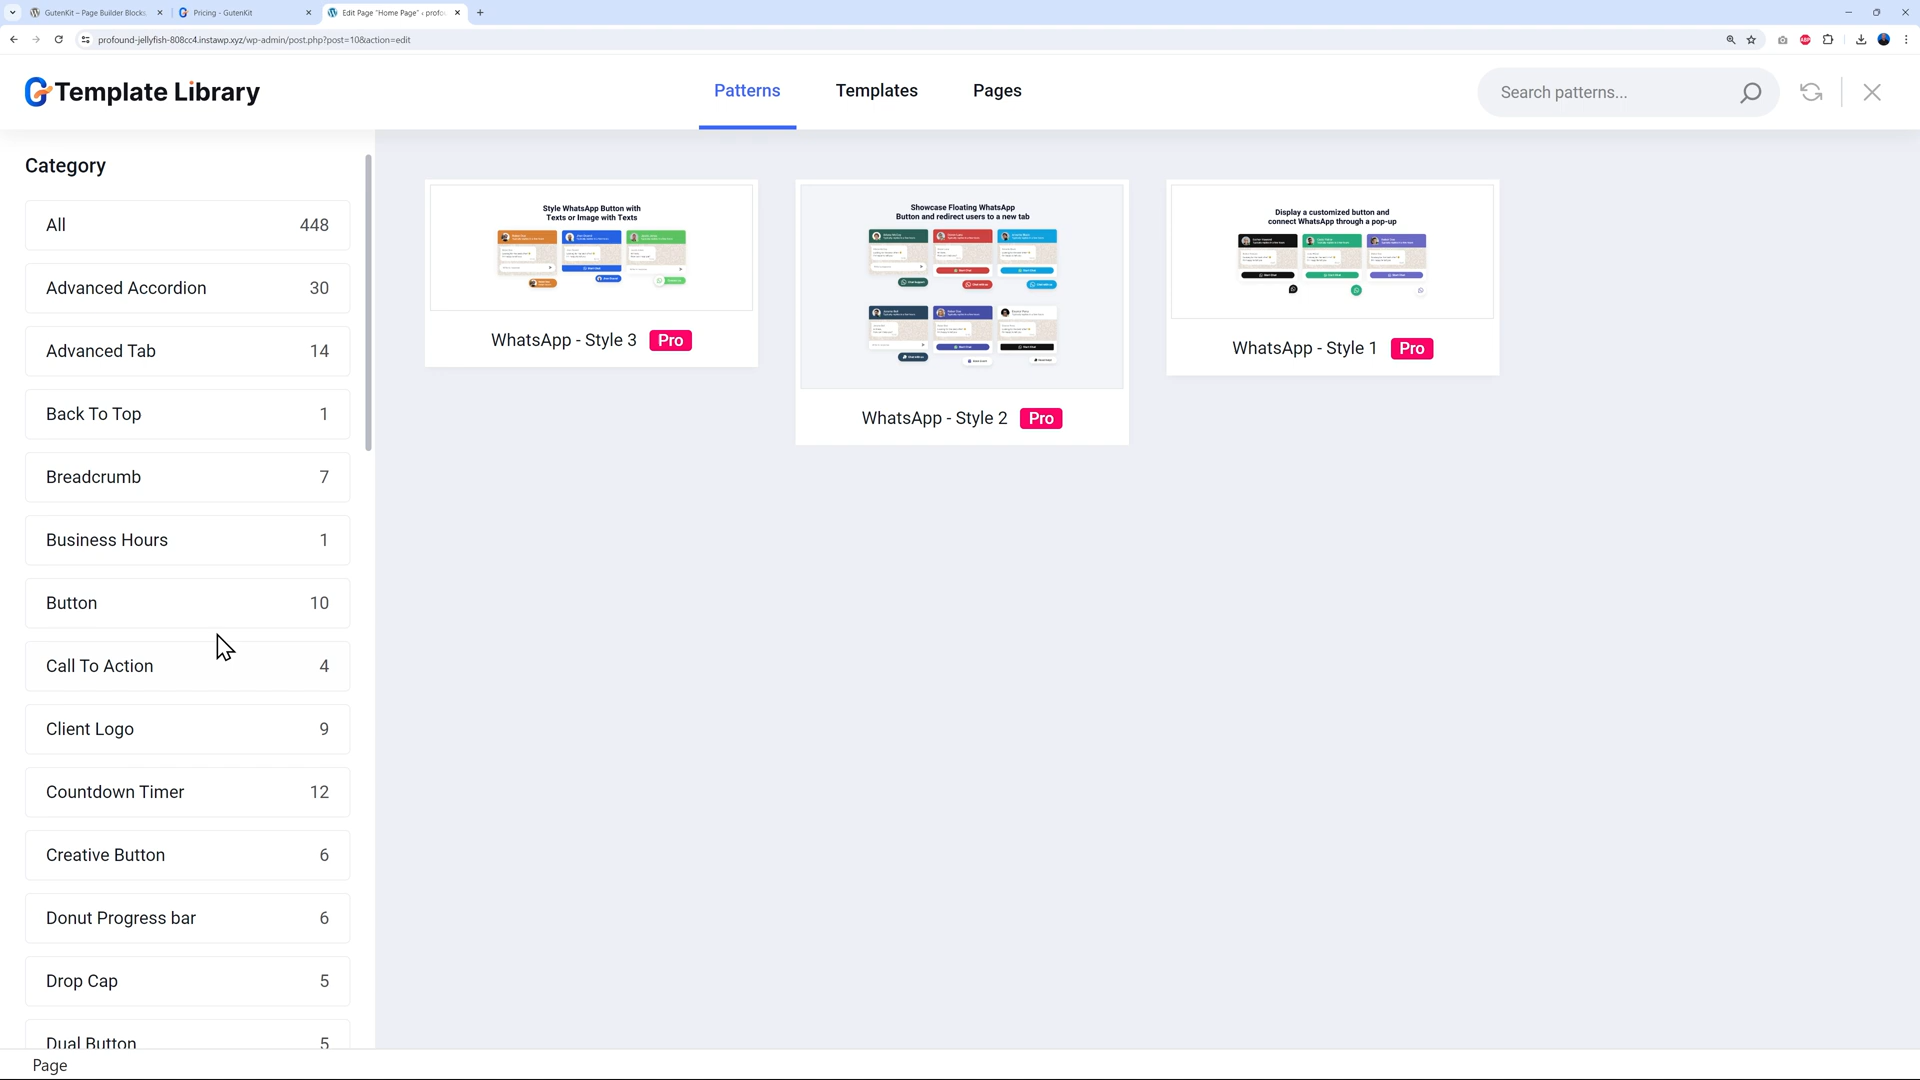 GutenKit – Page Builder Blocks
Pricing - GutenKit
Edit Page "Home Page" ‹ profo
profound-jellyfish-808cc4.instawp.xyz/wp-admin/post.php?post=10&action=edit
ABP
Template Library
Patterns
Templates
Pages
Search patterns...
Category
All 448
Advanced Accordion 30
Advanced Tab 14
Back To Top 1
Breadcrumb 7
Business Hours 1
Button 10
Call To Action 4
Client Logo 9
Countdown Timer 12
Creative Button 6
Donut Progress bar 6
Drop Cap 5
Dual Button 5
Style WhatsApp Button with
Texts or Image with Texts
WhatsApp - Style 3 Pro
Showcase Floating WhatsApp
Button and redirect users to a new tab
WhatsApp - Style 2 Pro
Display a customized button and
connect WhatsApp through a pop-up
WhatsApp - Style 1 Pro
Page